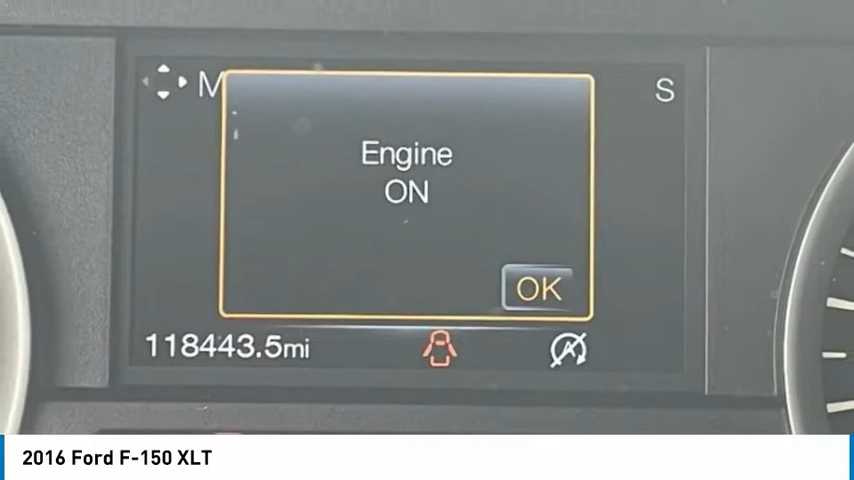 M
S
Engine
ON
OK
118443.5mi
A
2016 Ford F-150 XLT